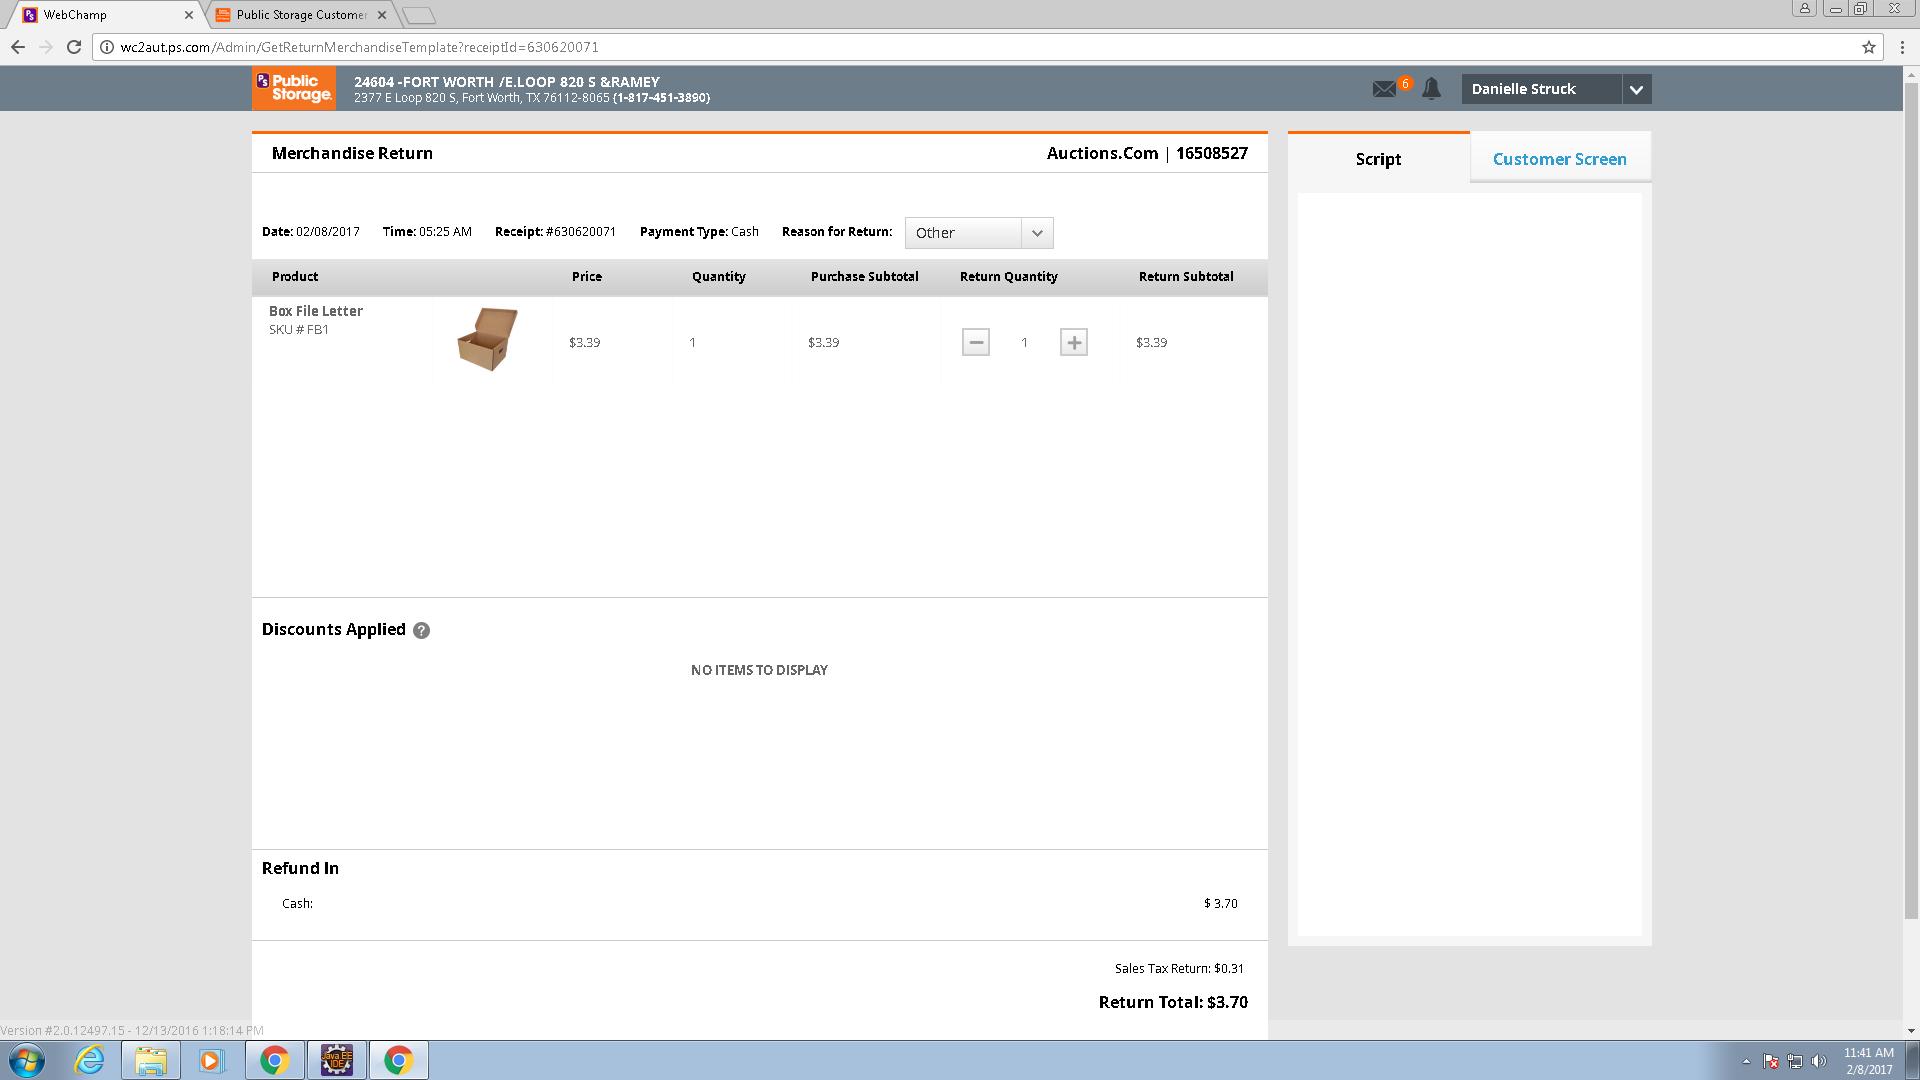 WebChamp
Public Storage Customer
wc2aut.ps.com/Admin/GetReturnMerchandiseTemplate?receiptId=630620071
PS Public Storage.
24604 -FORT WORTH /E.LOOP 820 S &RAMEY
2377 E Loop 820 S, Fort Worth, TX 76112-8065 (1-817-451-3890)
6
Danielle Struck
Merchandise Return
Auctions.Com | 16508527
Script
Customer Screen
Date: 02/08/2017 Time: 05:25 AM Receipt: #630620071 Payment Type: Cash Reason for Return: Other
Product Price Quantity Purchase Subtotal Return Quantity Return Subtotal
Box File Letter
SKU # FB1
$3.39 1 $3.39 1 $3.39
Discounts Applied ?
NO ITEMS TO DISPLAY
Refund In
Cash: $ 3.70
Sales Tax Return: $0.31
Return Total: $3.70
Version #2.0.12497.15 - 12/13/2016 1:18:14 PM
Java EE
IDE
11:41 AM
2/8/2017